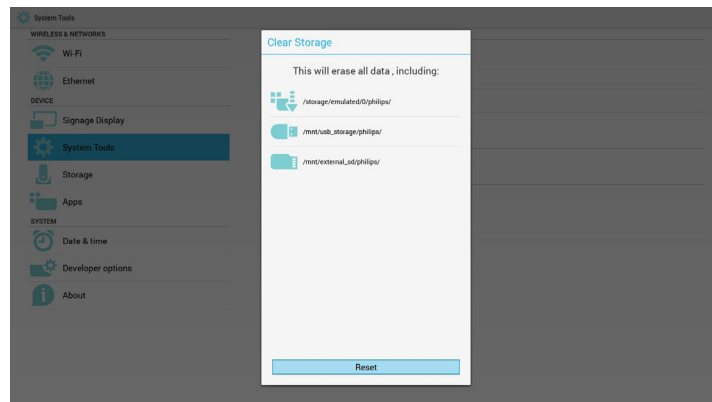 System Tools
WIRELESS & NETWORKS
Wi-Fi
Ethernet
DEVICE
Signage Display
System Tools
Storage
Apps
SYSTEM
Date & time
Developer options
About
Clear Storage
This will erase all data , including:
/storage/emulated/0/philips/
/mnt/usb_storage/philips/
/mnt/external_sd/philips/
Reset